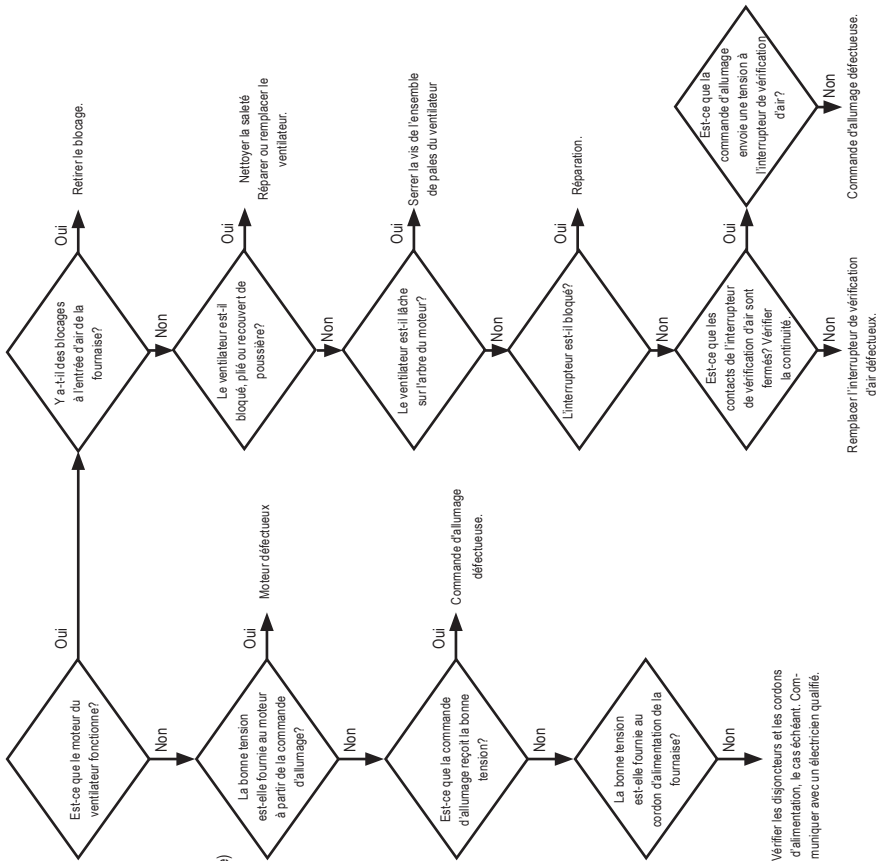 Est-ce que le moteur du
ventilateur fonctionne?
Oui
Non
La bonne tension
est-elle fournie au moteur
à partir de la commande
d'allumage?
Oui
Moteur défectueux
Non
Est-ce que la commande
d'allumage reçoit la bonne
tension?
Oui
Commande d'allumage
défectueuse.
Non
La bonne tension
est-elle fournie au
cordon d'alimentation de la
fournaise?
Non
Vérifier les disjoncteurs et les cordons
d'alimentation, le cas échéant. Com-
muniquer avec un électricien qualifié.
e)
Y a-t-il des blocages
à l'entrée d'air de la
fournaise?
Oui
Retirer le blocage.
Non
Le ventilateur est-il
bloqué, plié ou recouvert de
poussière?
Oui
Nettoyer la saleté
Réparer ou remplacer le
ventilateur.
Non
Le ventilateur est-il lâche
sur l'arbre du moteur?
Oui
Serrer la vis de l'ensemble
de pales du ventilateur
Non
L'interrupteur est-il bloqué?
Oui
Réparation.
Non
Est-ce que les
contacts de l'interrupteur
de vérification d'air sont
fermés? Vérifier
la continuité.
Oui
Non
Remplacer l'interrupteur de vérification
d'air défectueux.
Est-ce que la
commande d'allumage
envoie une tension à
l'interrupteur de vérification
d'air?
Non
Commande d'allumage défectueuse.